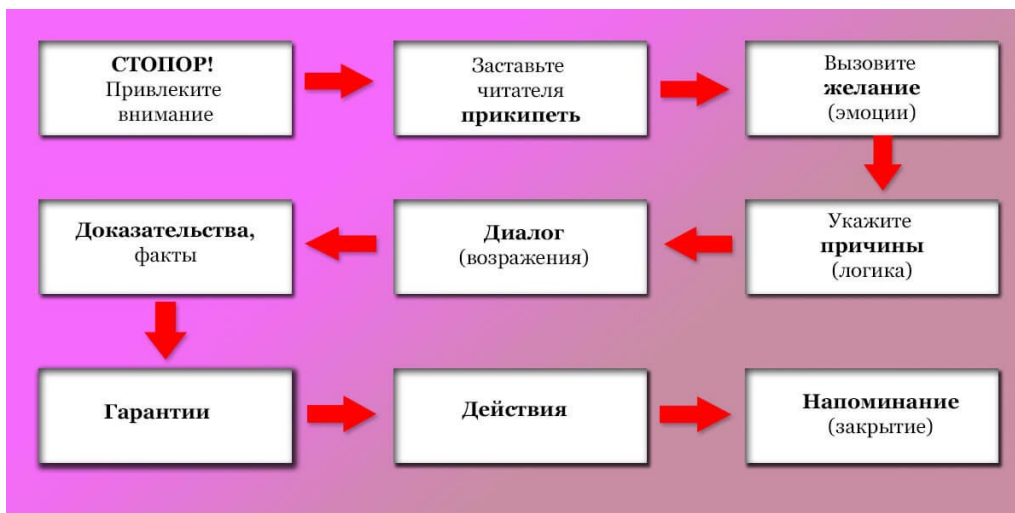 СТОПОР!
Привлеките
внимание
Заставьте
читателя
прикипеть
Вызовите
желание
(эмоции)
Укажите
причины
(логика)
Диалог
(возражения)
Доказательства,
факты
Гарантии
Действия
Напоминание
(закрытие)